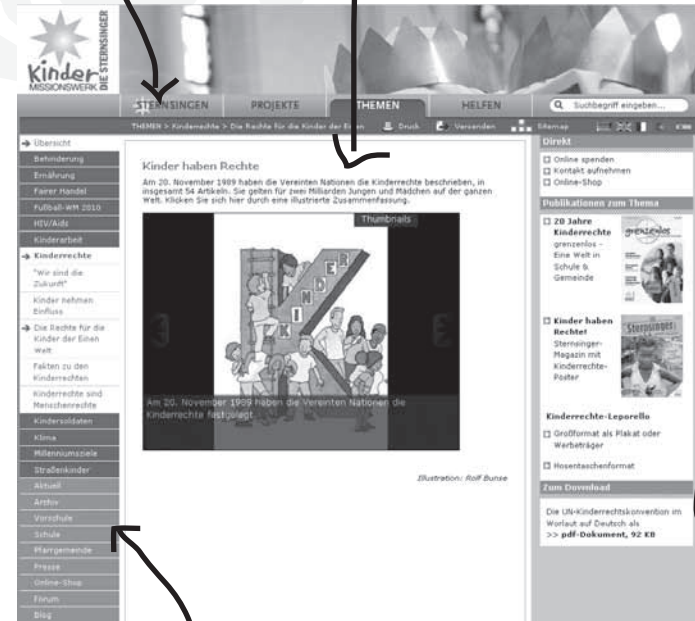 Kinder
MISSIONSWERK
DIE STERNSINGER
STERNSINGEN
PROJEKTE
THEMEN
HELFEN
Suchbegriff eingeben...
THEMEN > Kinderrechte > Die Rechte für die Kinder der Einen
Druck
Versenden
Sitemap
Übersicht
Behinderung
Ernährung
Fairer Handel
Fußball-WM 2010
HIV/Aids
Kinderarbeit
Kinderrechte
"Wir sind die
Zukunft"
Kinder nehmen
Einfluss
Die Rechte für die
Kinder der Einen
Welt
Fakten zu den
Kinderrechten
Kinderrechte sind
Menschenrechte
Kindersoldaten
Klima
Millenniumsziele
Straßenkinder
Aktuell
Archiv
Vorschule
Schule
Pfarrgemeinde
Presse
Online-Shop
Forum
Blog
Kinder haben Rechte
Am 20. November 1989 haben die Vereinten Nationen die Kinderrechte beschrieben, in
insgesamt 54 Artikeln. Sie gelten für zwei Milliarden Jungen und Mädchen auf der ganzen
Welt. Klicken Sie sich durch eine illustrierte Zusammenfassung.
Thumbnails
KINDER
Am 20. November 1989 haben die Vereinten Nationen die
Kinderrechte festgelegt.
Illustration: Rolf Bunse
Direkt
Online spenden
Kontakt aufnehmen
Online-Shop
Publikationen zum Thema
20 Jahre
Kinderrechte
grenzenlos -
Eine Welt in
Schule &
Gemeinde
grenzenlos
Kinder haben
Rechte!
Sternsinger-
Magazin mit
Kinderrechte-
Poster
Sternsinger
Kinderrechte-Leporello
Großformat als Plakat oder
Werbeträger
Hosentaschenformat
Zum Download
Die UN-Kinderrechtskonvention im
Worlaut auf Deutsch als
>> pdf-Dokument, 92 KB